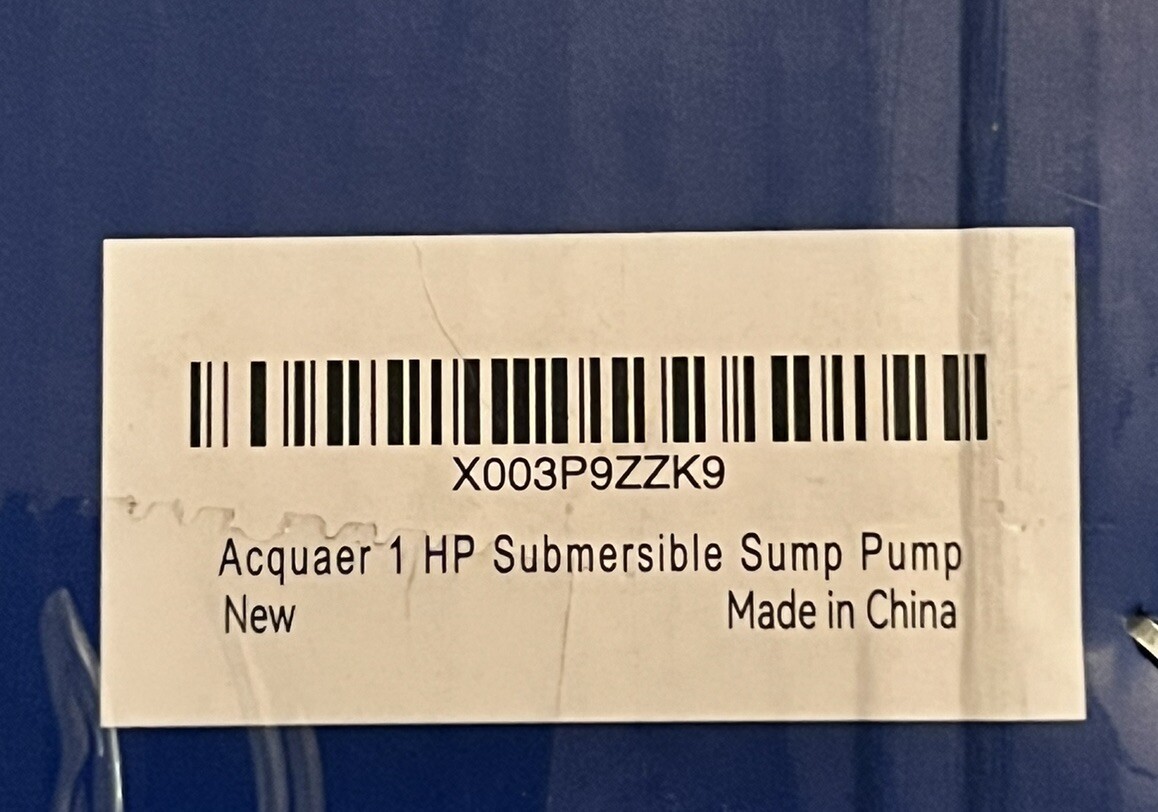 X003P9ZZK9
Acquaer 1 HP Submersible Sump Pump
New Made in China